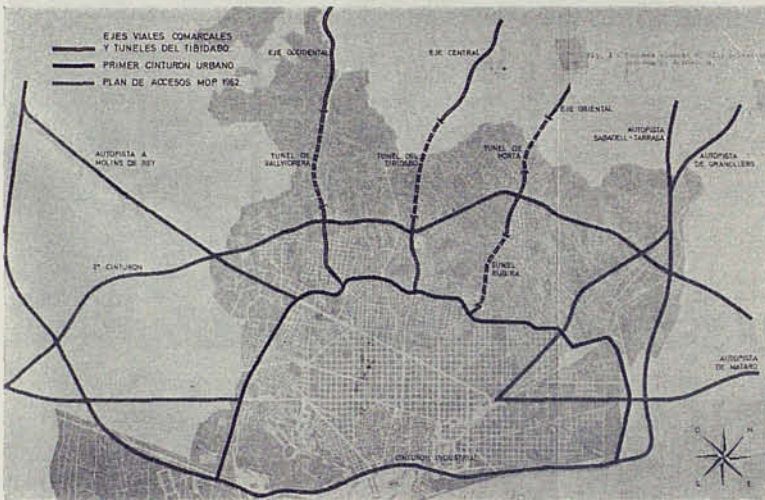 EJES VIALES COMARCALES
Y TUNELES DEL TIBIDABO
PRIMER CINTURON URBANO
PLAN DE ACCESOS MOP 1962
EJE OCCIDENTAL
EJE CENTRAL
EJE ORIENTAL
AUTOPISTA A
MOLINS DE REY
TUNEL DE
VALLVIDRERA
TUNEL DEL
TIBIDABO
TUNEL DE
HORTA
AUTOPISTA
SABADELL-TARRASA
AUTOPISTA
DE GRANOLLERS
2º CINTURON
TUNEL
RUBIRA
AUTOPISTA
DE MATARO
CINTURON INDUSTRIAL
O N
S E